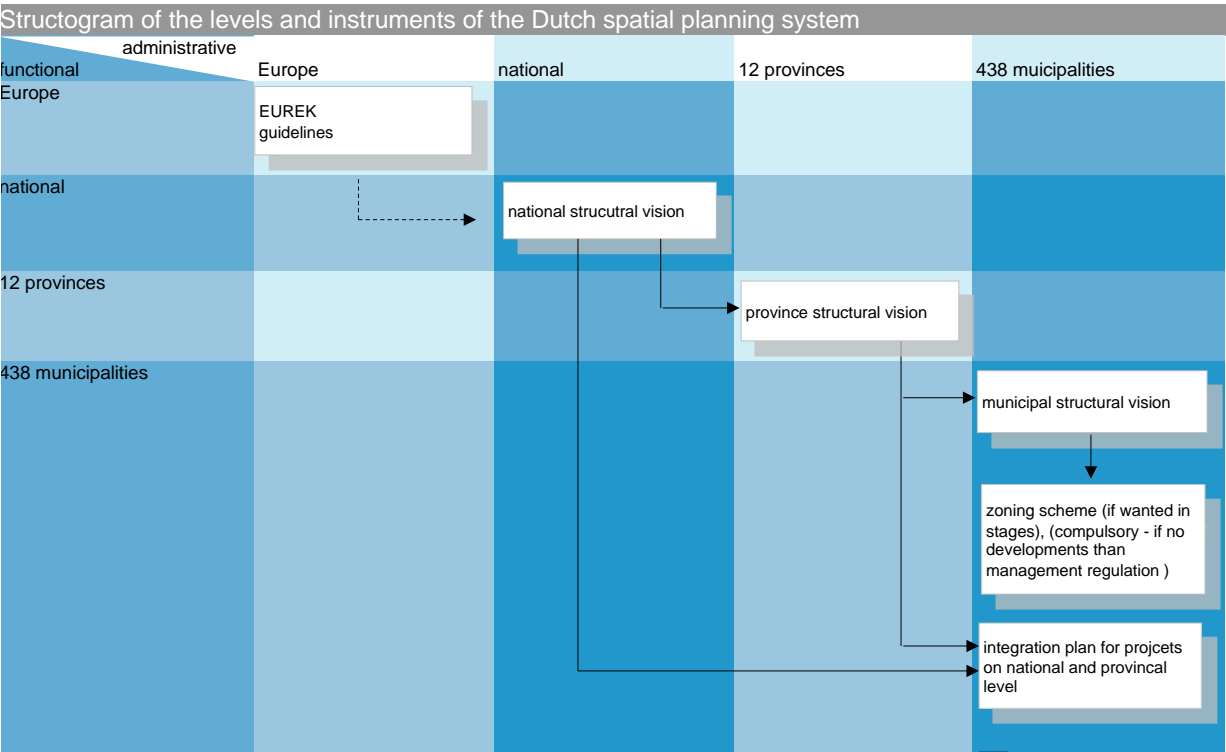 Structogram of the levels and instruments of the Dutch spatial planning system
administrative
functional
Europe
national
12 provinces
438 muicipalities
Europe
EUREK
guidelines
national
national strucutral vision
12 provinces
province structural vision
438 municipalities
municipal structural vision
zoning scheme (if wanted in
stages), (compulsory - if no
developments than
management regulation )
integration plan for projcets
on national and provincal
level